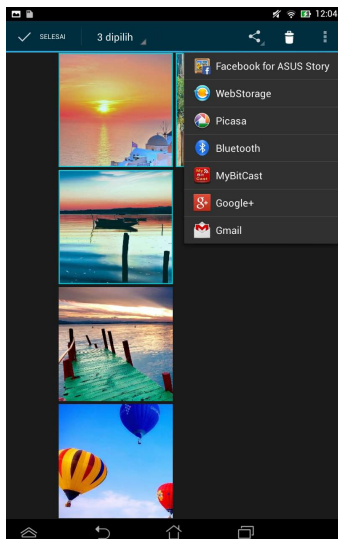 12:04
SELESAI
3 dipilih
Facebook for ASUS Story
WebStorage
Picasa
Bluetooth
MyBitCast
Google+
Gmail